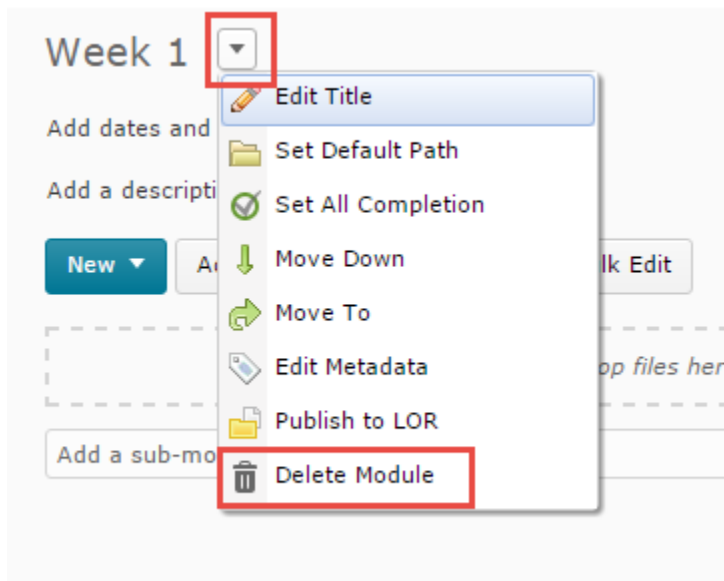 Week 1
Edit Title
Add dates and
Set Default Path
Add a descripti
Set All Completion
New
Move Down
lk Edit
Move To
Edit Metadata
op files her
Publish to LOR
Add a sub-mo
Delete Module